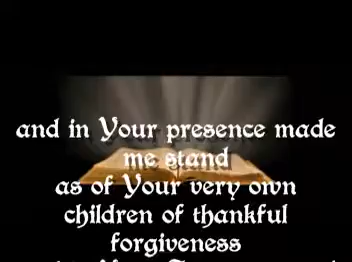 and in Your presence made
me stand
as of Your very own
children of thankful
forgiveness